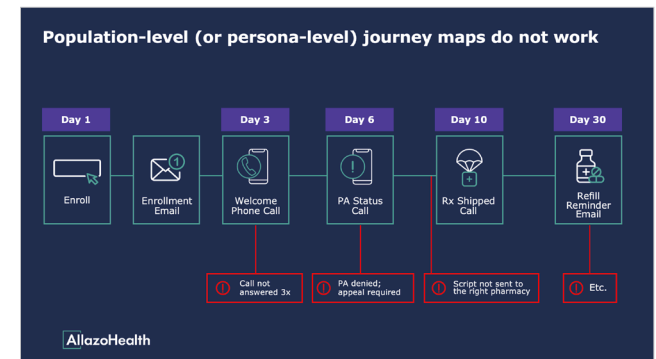 Population-level (or persona-level) journey maps do not work
Day 1
Day 3
Day 6
Day 10
Day 30
Enroll
1
Enrollment
Email
Welcome
Phone Call
!
PA Status
Call
Rx Shipped
Call
Refill
Reminder
Email
! Call not
answered 3x
! PA denied;
appeal required
! Script not sent to
the right pharmacy
! Etc.
AllazoHealth